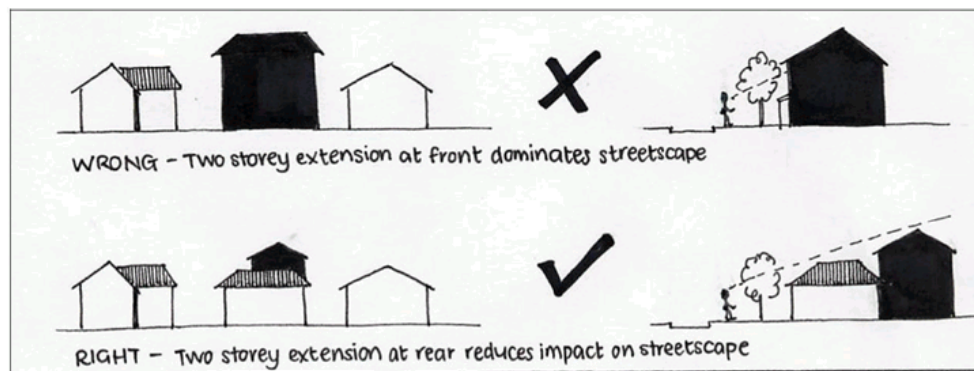 WRONG - TWO STOREY EXTENSION AT FRONT DOMINATES STREETSCAPE
RIGHT - TWO STOREY EXTENSION AT REAR REDUCES IMPACT ON STREETSCAPE